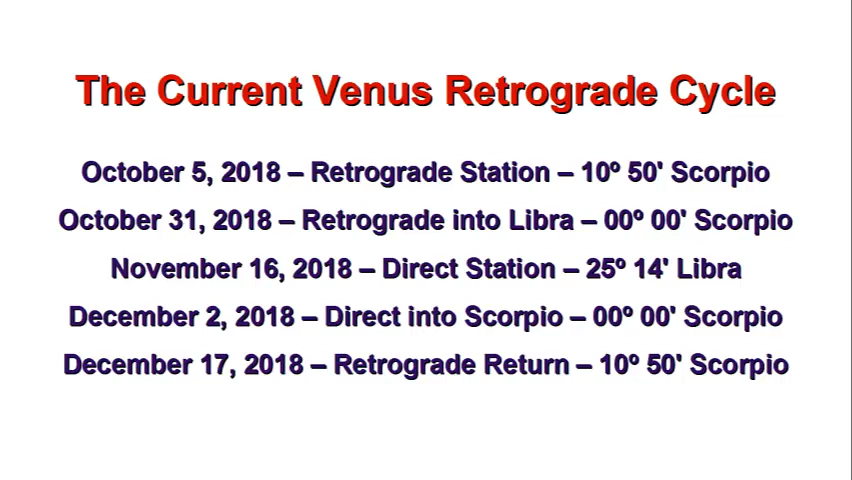 The Current Venus Retrograde Cycle
October 5, 2018 – Retrograde Station – 10º 50' Scorpio
October 31, 2018 – Retrograde into Libra – 00º 00' Scorpio
November 16, 2018 – Direct Station – 25º 14' Libra
December 2, 2018 – Direct into Scorpio – 00º 00' Scorpio
December 17, 2018 – Retrograde Return – 10º 50' Scorpio